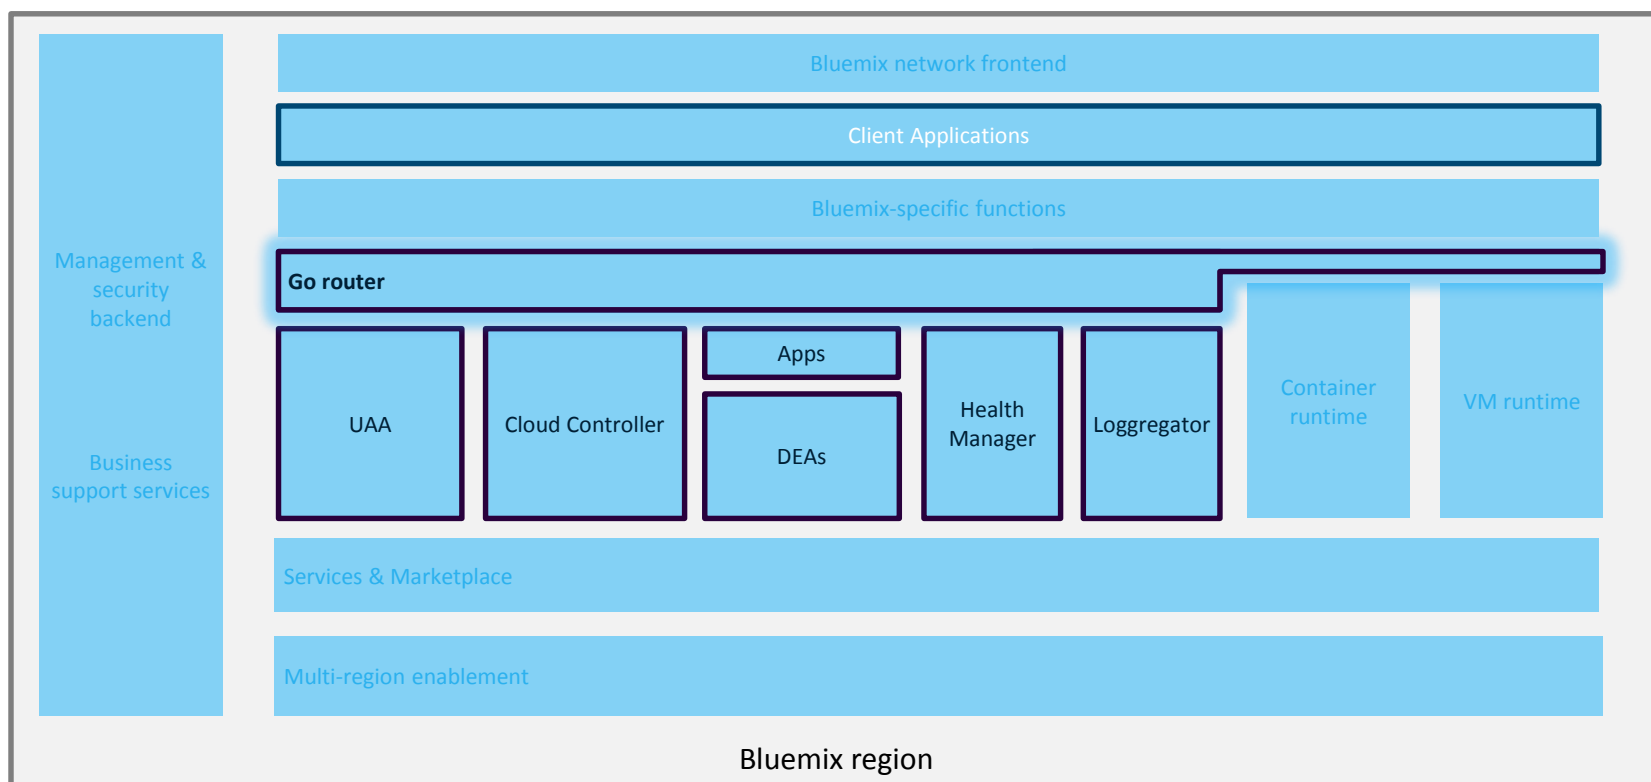 Bluemix network frontend
Client Applications
Bluemix-specific functions
Management &
security
backend
Business
support services
Go router
UAA
Cloud Controller
Apps
DEAs
Health
Manager
Loggregator
Container
runtime
VM runtime
Services & Marketplace
Multi-region enablement
Bluemix region